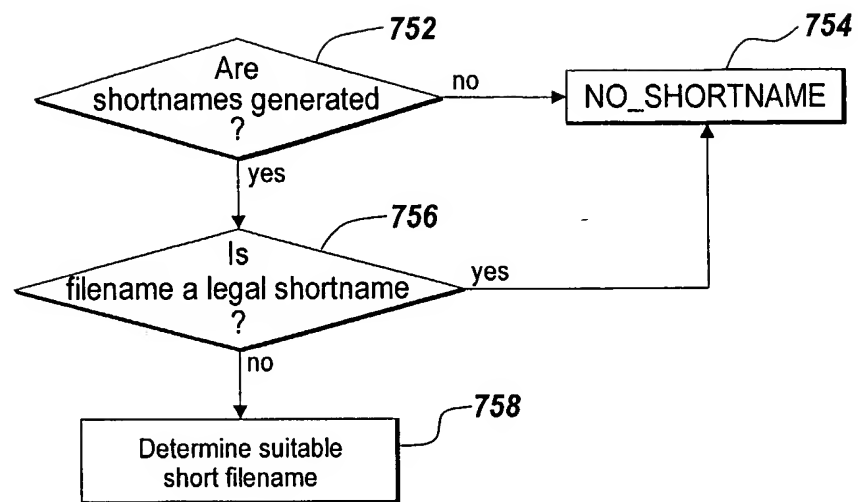 752
Are
shortnames generated
?
no
754
NO_SHORTNAME
yes
756
Is
filename a legal shortname
?
yes
no
758
Determine suitable
short filename